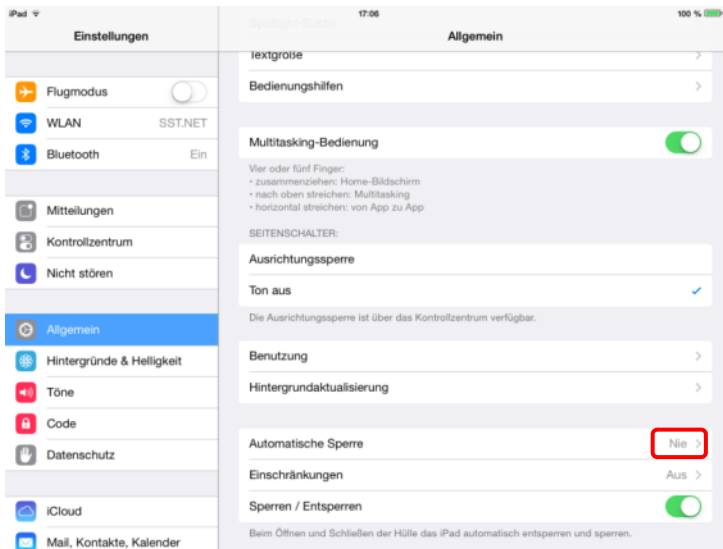 iPad
17:06
100 %
Einstellungen
Allgemein
Spotlight-Suche
Textgröße
Bedienungshilfen
Flugmodus
WLAN
SST.NET
Bluetooth
Ein
Mitteilungen
Kontrollzentrum
Nicht stören
Allgemein
Hintergründe & Helligkeit
Töne
Code
Datenschutz
iCloud
Mail, Kontakte, Kalender
Multitasking-Bedienung
Vier oder fünf Finger:
• zusammenziehen: Home-Bildschirm
• nach oben streichen: Multitasking
• horizontal streichen: von App zu App
SEITENSCHALTER:
Ausrichtungssperre
Ton aus
Die Ausrichtungssperre ist über das Kontrollzentrum verfügbar.
Benutzung
Hintergrundaktualisierung
Automatische Sperre
Nie
Einschränkungen
Aus
Sperren / Entsperren
Beim Öffnen und Schließen der Hülle das iPad automatisch entsperren und sperren.